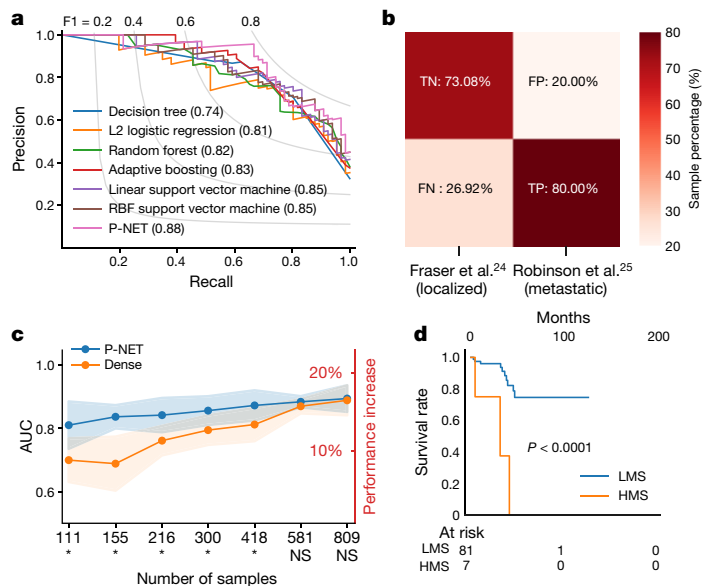 a
F1 = 0.2 0.4 0.6 0.8
Precision
1.0
0.8
0.6
0.4
0.2
Decision tree (0.74)
L2 logistic regression (0.81)
Random forest (0.82)
Adaptive boosting (0.83)
Linear support vector machine (0.85)
RBF support vector machine (0.85)
P-NET (0.88)
0.2 0.4 0.6 0.8 1.0
Recall
b
TN: 73.08% FP: 20.00%
FN : 26.92% TP: 80.00%
Fraser et al.24 Robinson et al.25
(localized) (metastatic)
80
70
60
50
40
30
20
Sample percentage (%)
c
P-NET
Dense
AUC
1.0
0.8
0.6
20%
10%
Performance increase
111 155 216 300 418 581 809
* * * * * NS NS
Number of samples
d
Months
0 100 200
Survival rate
1.0
0.8
0.6
0.4
0.2
0
P < 0.0001
LMS
HMS
At risk
LMS 81 1 0
HMS 7 0 0